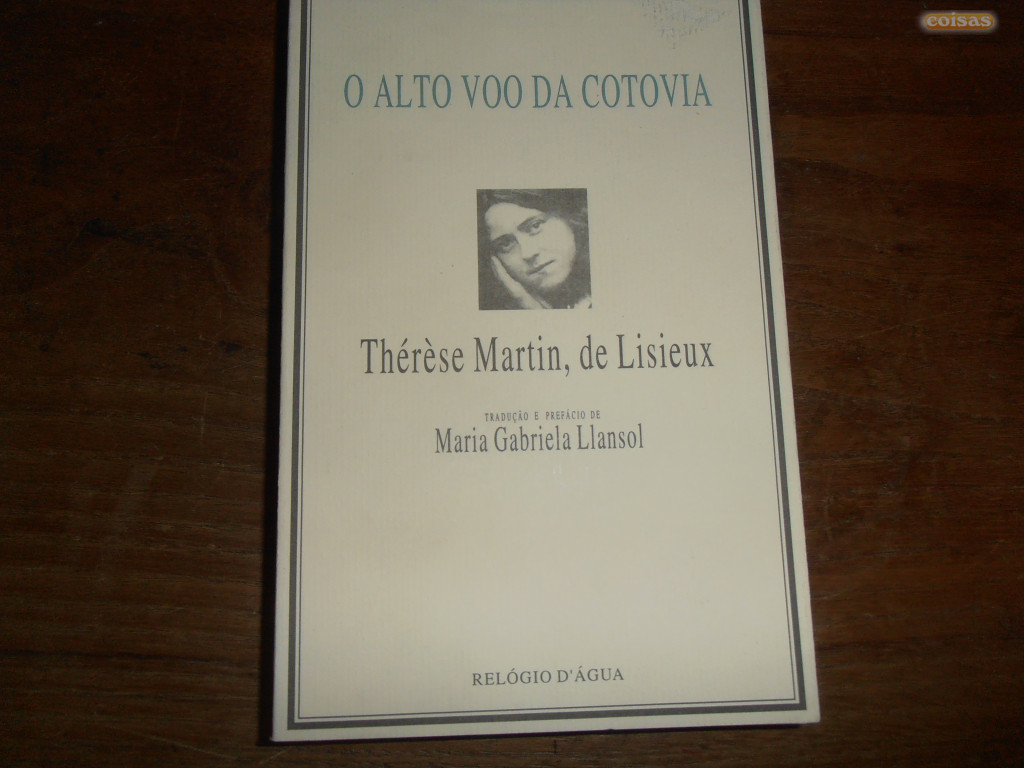 coisas
O ALTO VOO DA COTOVIA
Thérèse Martin, de Lisieux
TRADUÇÃO E PREFÁCIO DE
Maria Gabriela Llansol
RELÓGIO D'ÁGUA